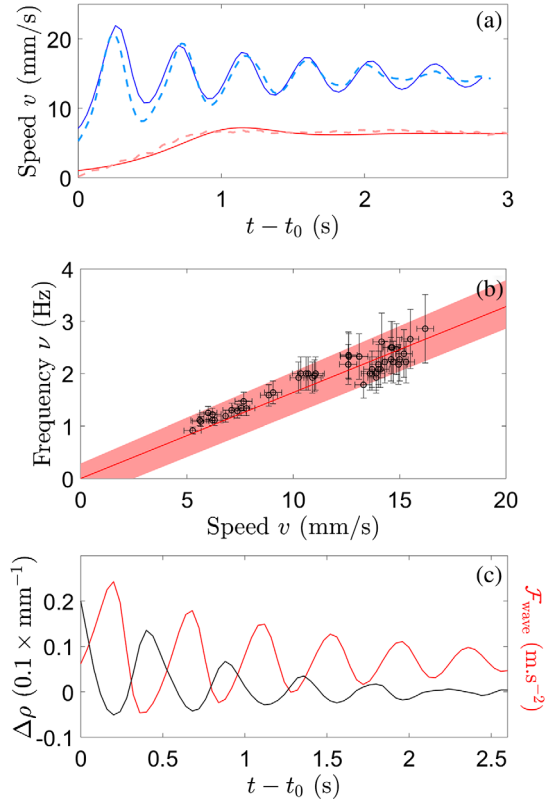 (a)
Speed v (mm/s)
20
10
0
0 1 2 3
t − t₀ (s)
(b)
Frequency ν (Hz)
4
3
2
1
0
0 5 10 15 20
Speed v (mm/s)
(c)
Δρ (0.1 × mm⁻¹)
0.2
0.1
0
-0.1
0 0.5 1 1.5 2 2.5
t − t₀ (s)
ℱwave (m.s⁻²)